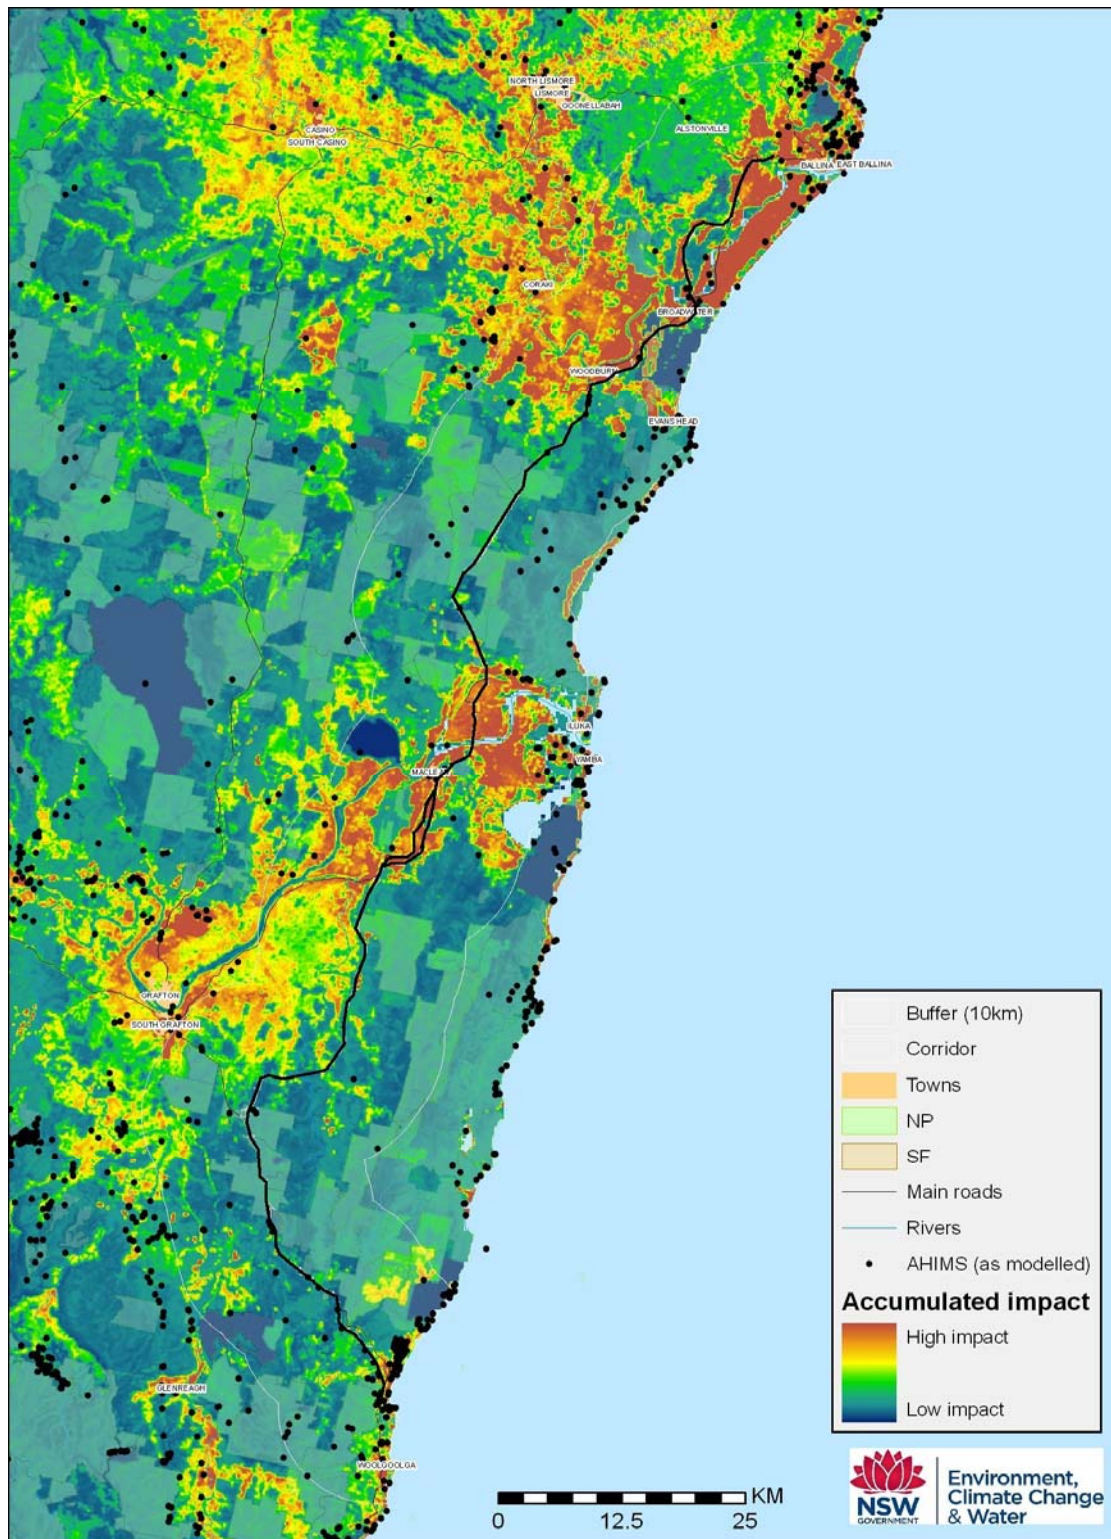 NORTH LISMORE
LISMORE
GOONELLABAH
ALSTONVILLE
CASINO
SOUTH CASINO
BALLINA
EAST BALLINA
CORAKI
BROADWATER
WOODBURN
EVANS HEAD
ILUKA
YAMBA
MACLEAN
GRAFTON
SOUTH GRAFTON
GLENREAGH
WOOLGOOLGA
Buffer (10km)
Corridor
Towns
NP
SF
Main roads
Rivers
AHIMS (as modelled)
Accumulated impact
High impact
Low impact
KM
0 12.5 25
NSW
GOVERNMENT
Environment,
Climate Change
& Water